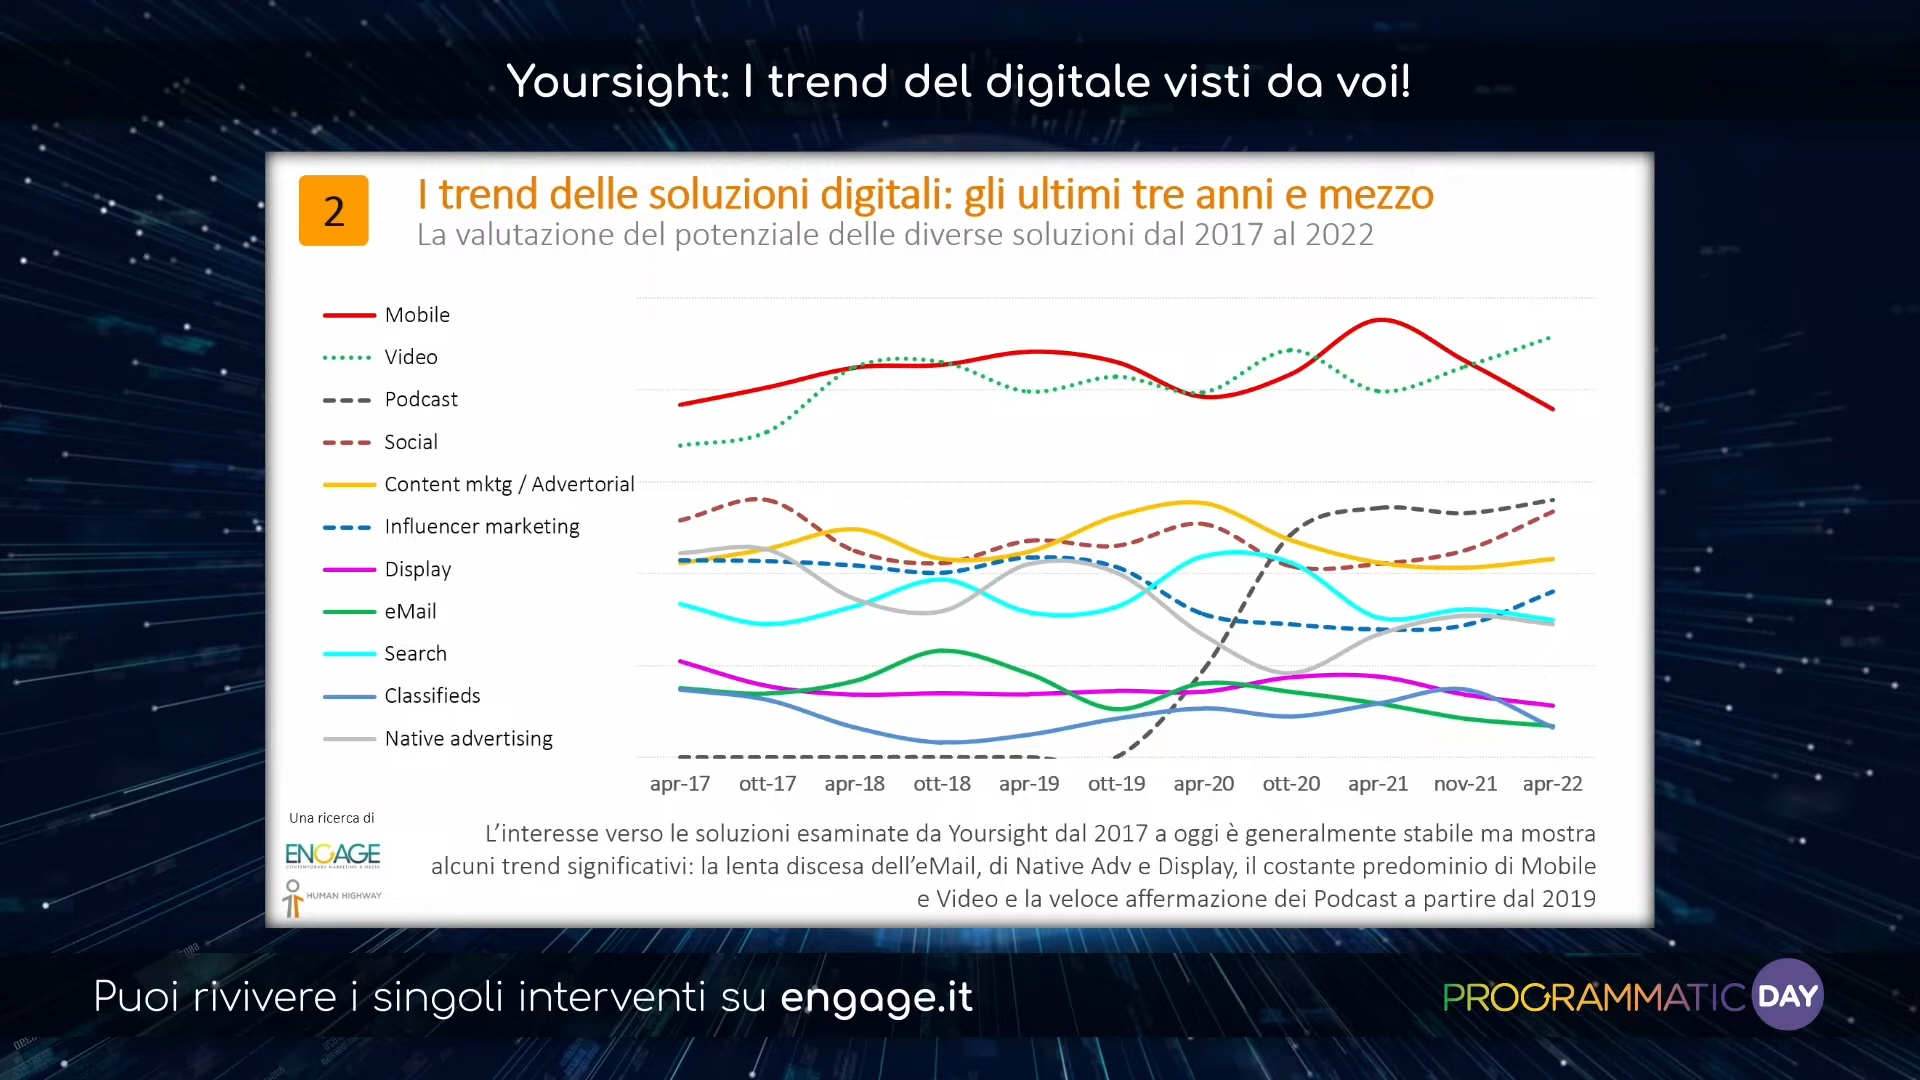 Yoursight: I trend del digitale visti da voi!
2
I trend delle soluzioni digitali: gli ultimi tre anni e mezzo
La valutazione del potenziale delle diverse soluzioni dal 2017 al 2022
Mobile
Video
Podcast
Social
Content mktg / Advertorial
Influencer marketing
Display
eMail
Search
Classifieds
Native advertising
apr-17 ott-17 apr-18 ott-18 apr-19 ott-19 apr-20 ott-20 apr-21 nov-21 apr-22
Una ricerca di
ENGAGE
HUMAN HIGHWAY
L'interesse verso le soluzioni esaminate da Yoursight dal 2017 a oggi è generalmente stabile ma mostra
alcuni trend significativi: la lenta discesa dell'eMail, di Native Adv e Display, il costante predominio di Mobile
e Video e la veloce affermazione dei Podcast a partire dal 2019
Puoi rivivere i singoli interventi su engage.it
PROGRAMMATIC DAY